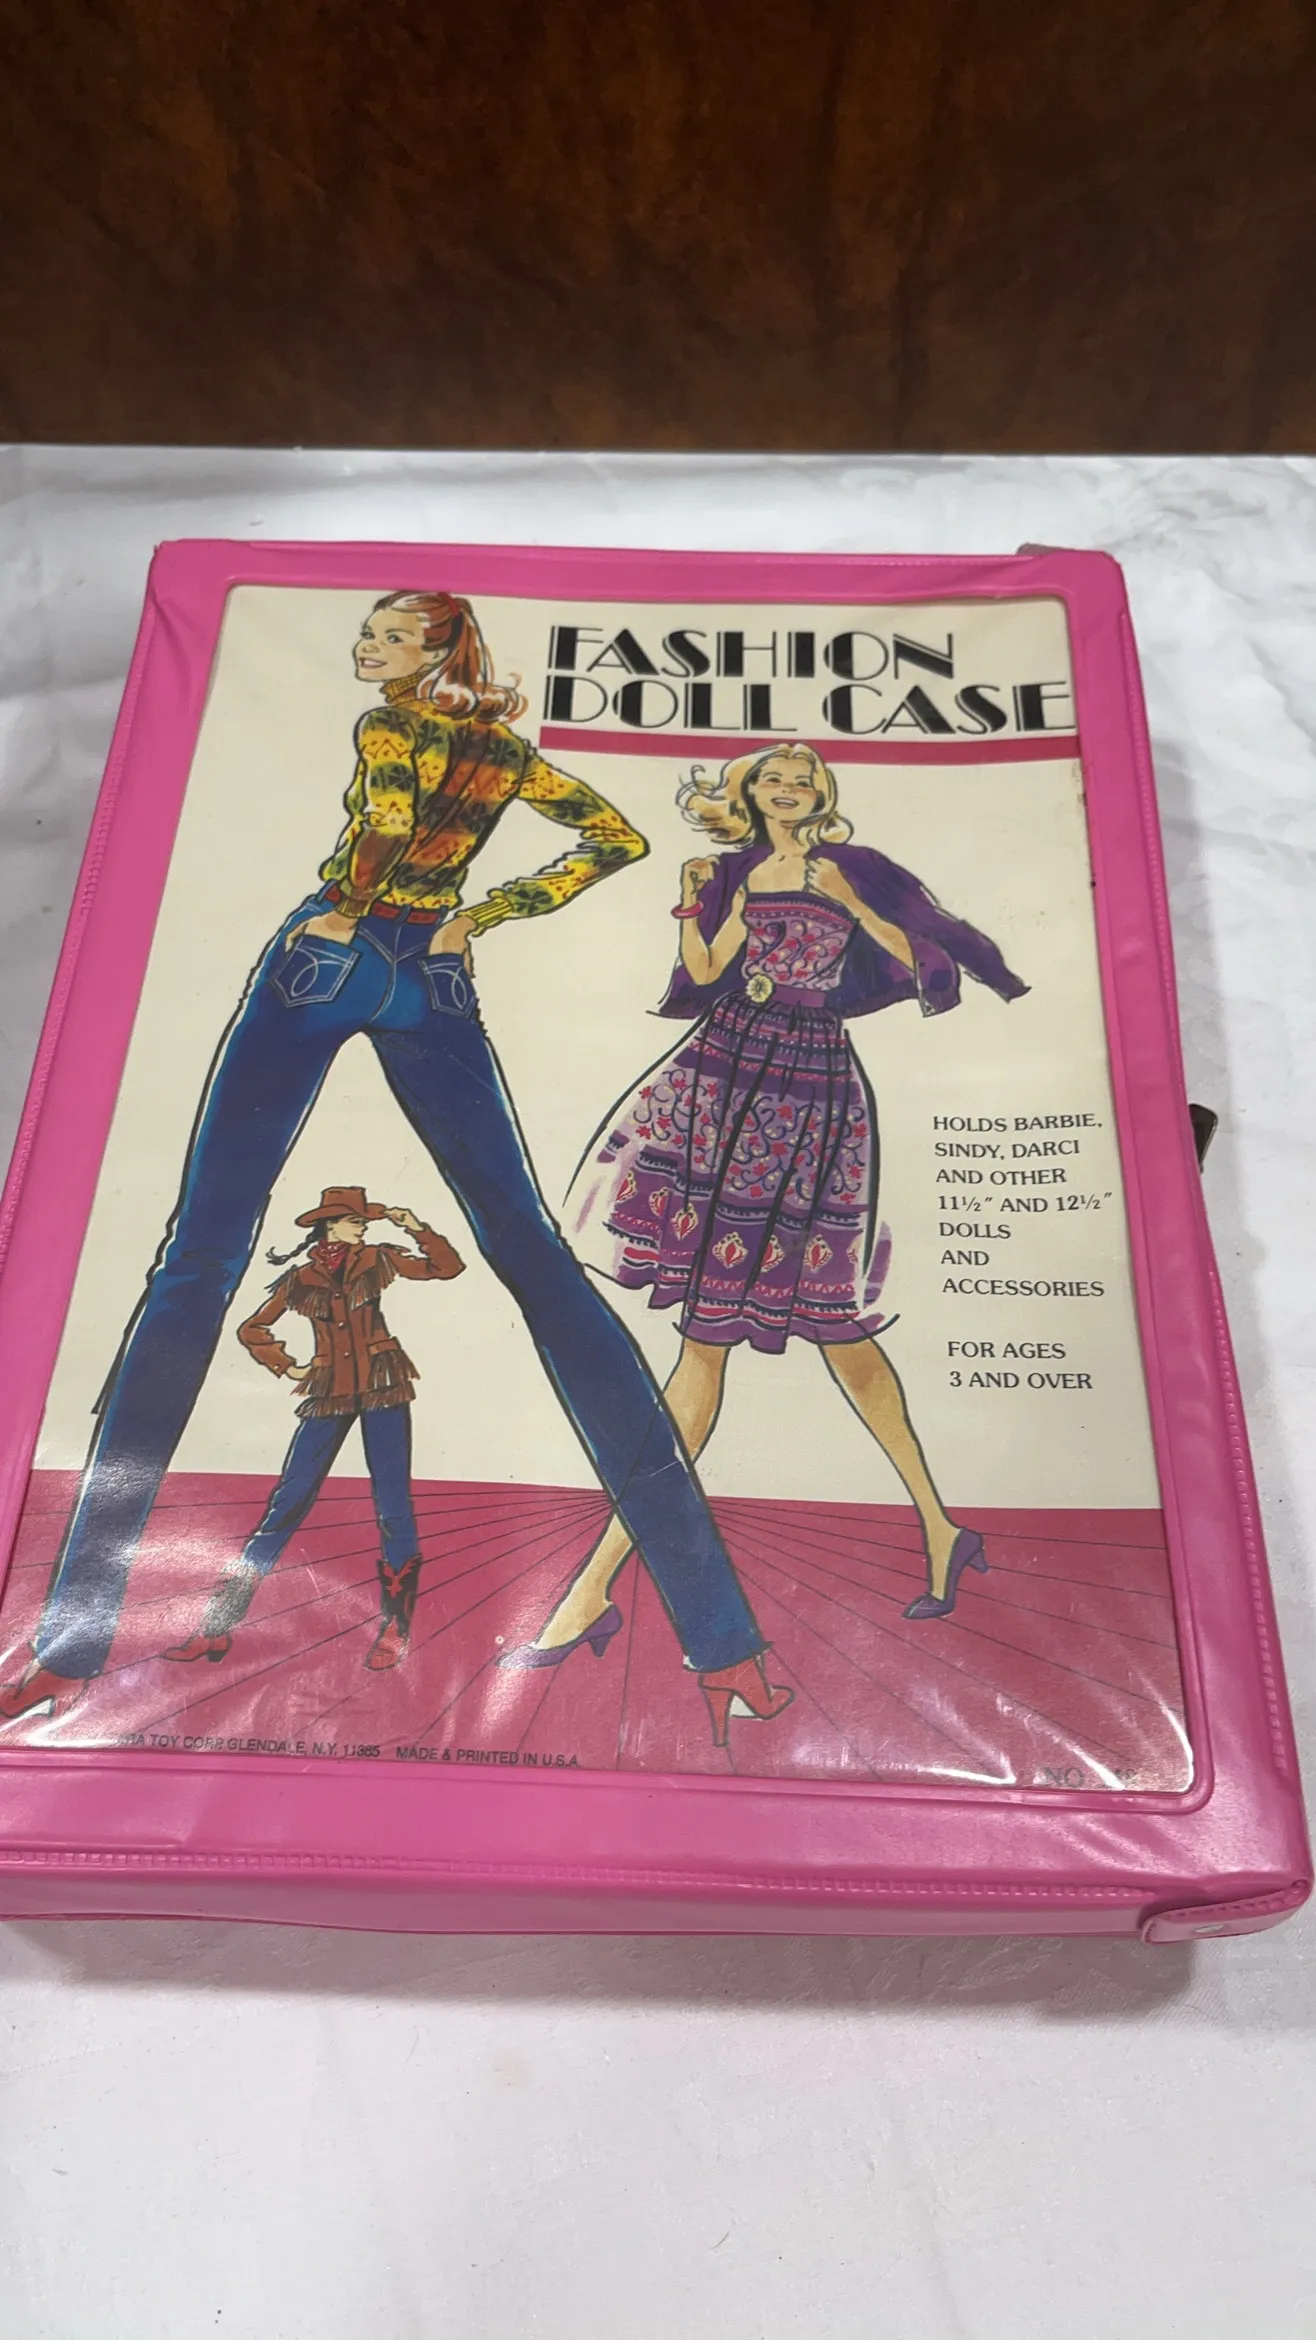 FASHION
DOLL CASE
HOLDS BARBIE,
SINDY, DARCI
AND OTHER
11½" AND 12½"
DOLLS
AND
ACCESSORIES
FOR AGES
3 AND OVER
TOY CORP. GLENDALE, N.Y. 11385 MADE & PRINTED IN U.S.A.
NO